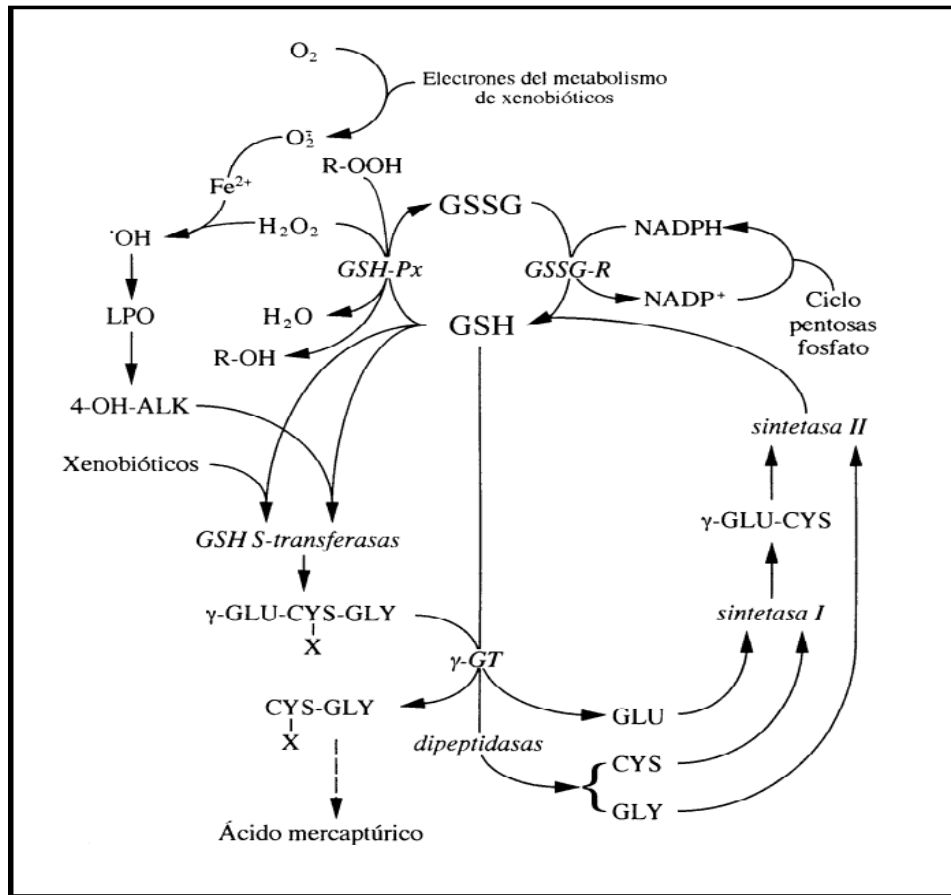 O₂
Electrones del metabolismo
de xenobióticos
O₂⨪
R-OOH
Fe²⁺
GSSG
H₂O₂
NADPH
·OH
GSH-Px
GSSG-R
NADP⁺
LPO
H₂O
GSH
Ciclo
pentosas
fosfato
R-OH
4-OH-ALK
sintetasa II
Xenobióticos
γ-GLU-CYS
GSH S-transferasas
γ-GLU-CYS-GLY
X
sintetasa I
γ-GT
CYS-GLY
X
GLU
dipeptidasas
CYS
GLY
Ácido mercaptúrico